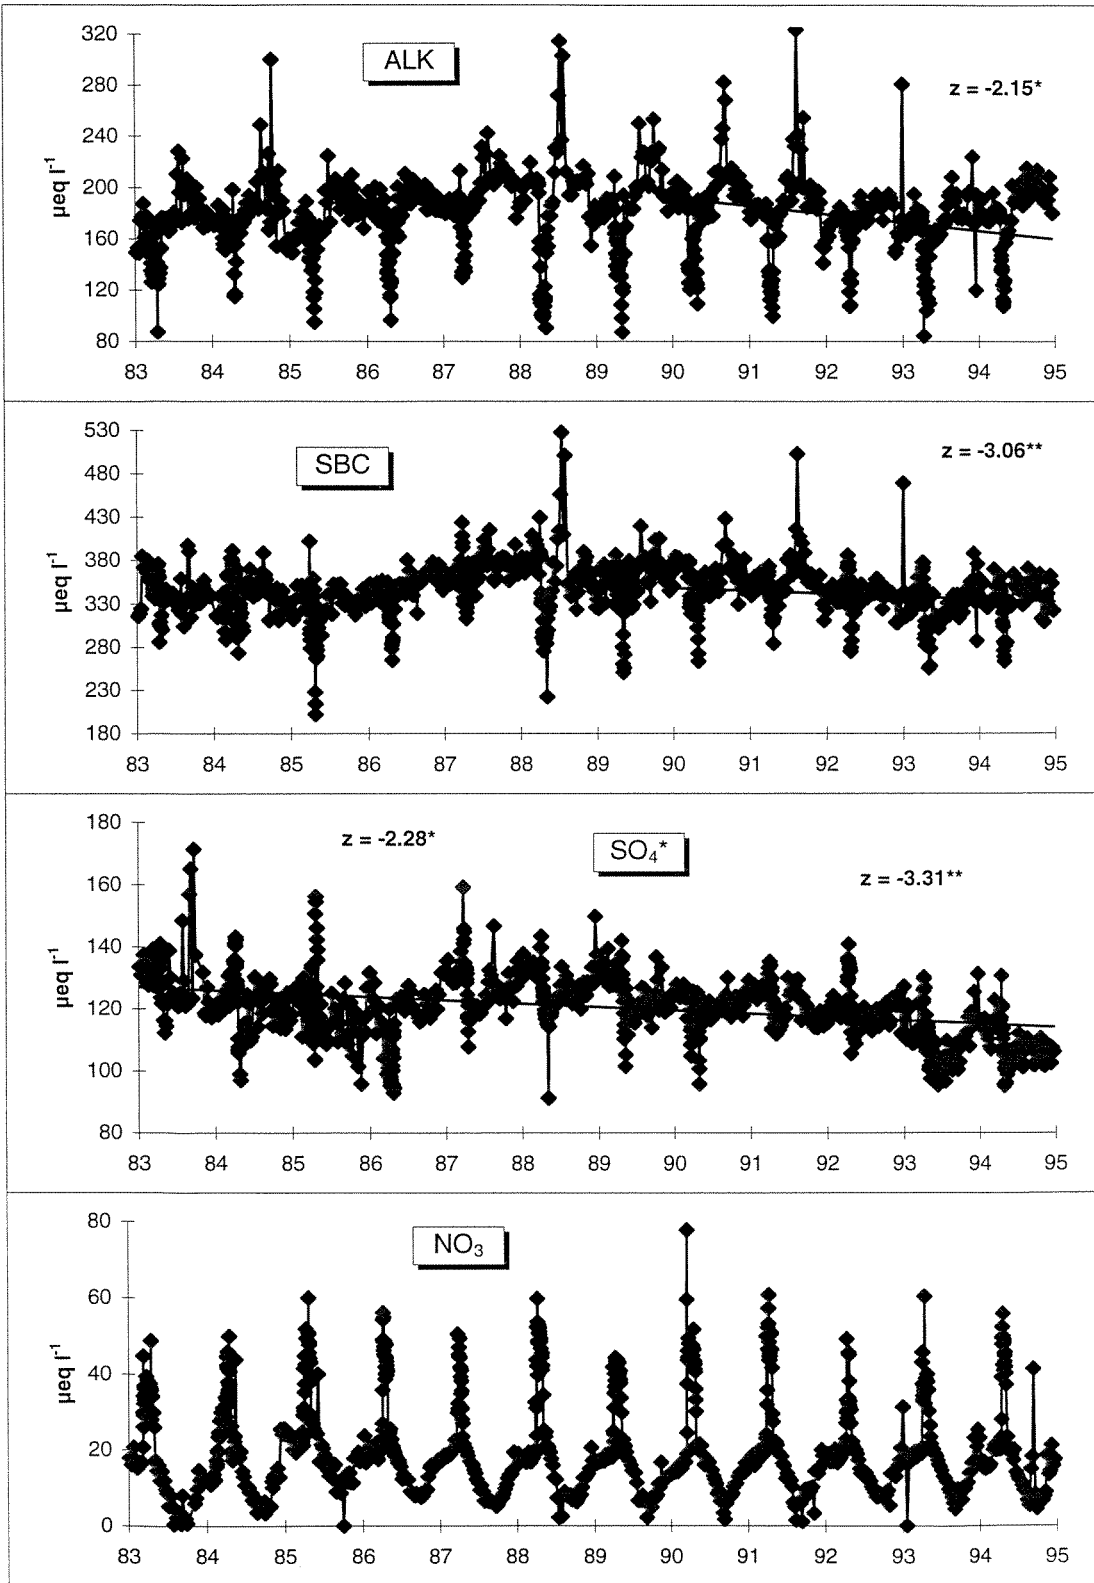 320
280
240
200
160
120
80
µeq l⁻¹
ALK
z = -2.15*
83 84 85 86 87 88 89 90 91 92 93 94 95
530
480
430
380
330
280
230
180
µeq l⁻¹
SBC
z = -3.06**
83 84 85 86 87 88 89 90 91 92 93 94 95
180
160
140
120
100
80
µeq l⁻¹
z = -2.28*
SO₄*
z = -3.31**
83 84 85 86 87 88 89 90 91 92 93 94 95
80
60
40
20
0
µeq l⁻¹
NO₃
83 84 85 86 87 88 89 90 91 92 93 94 95